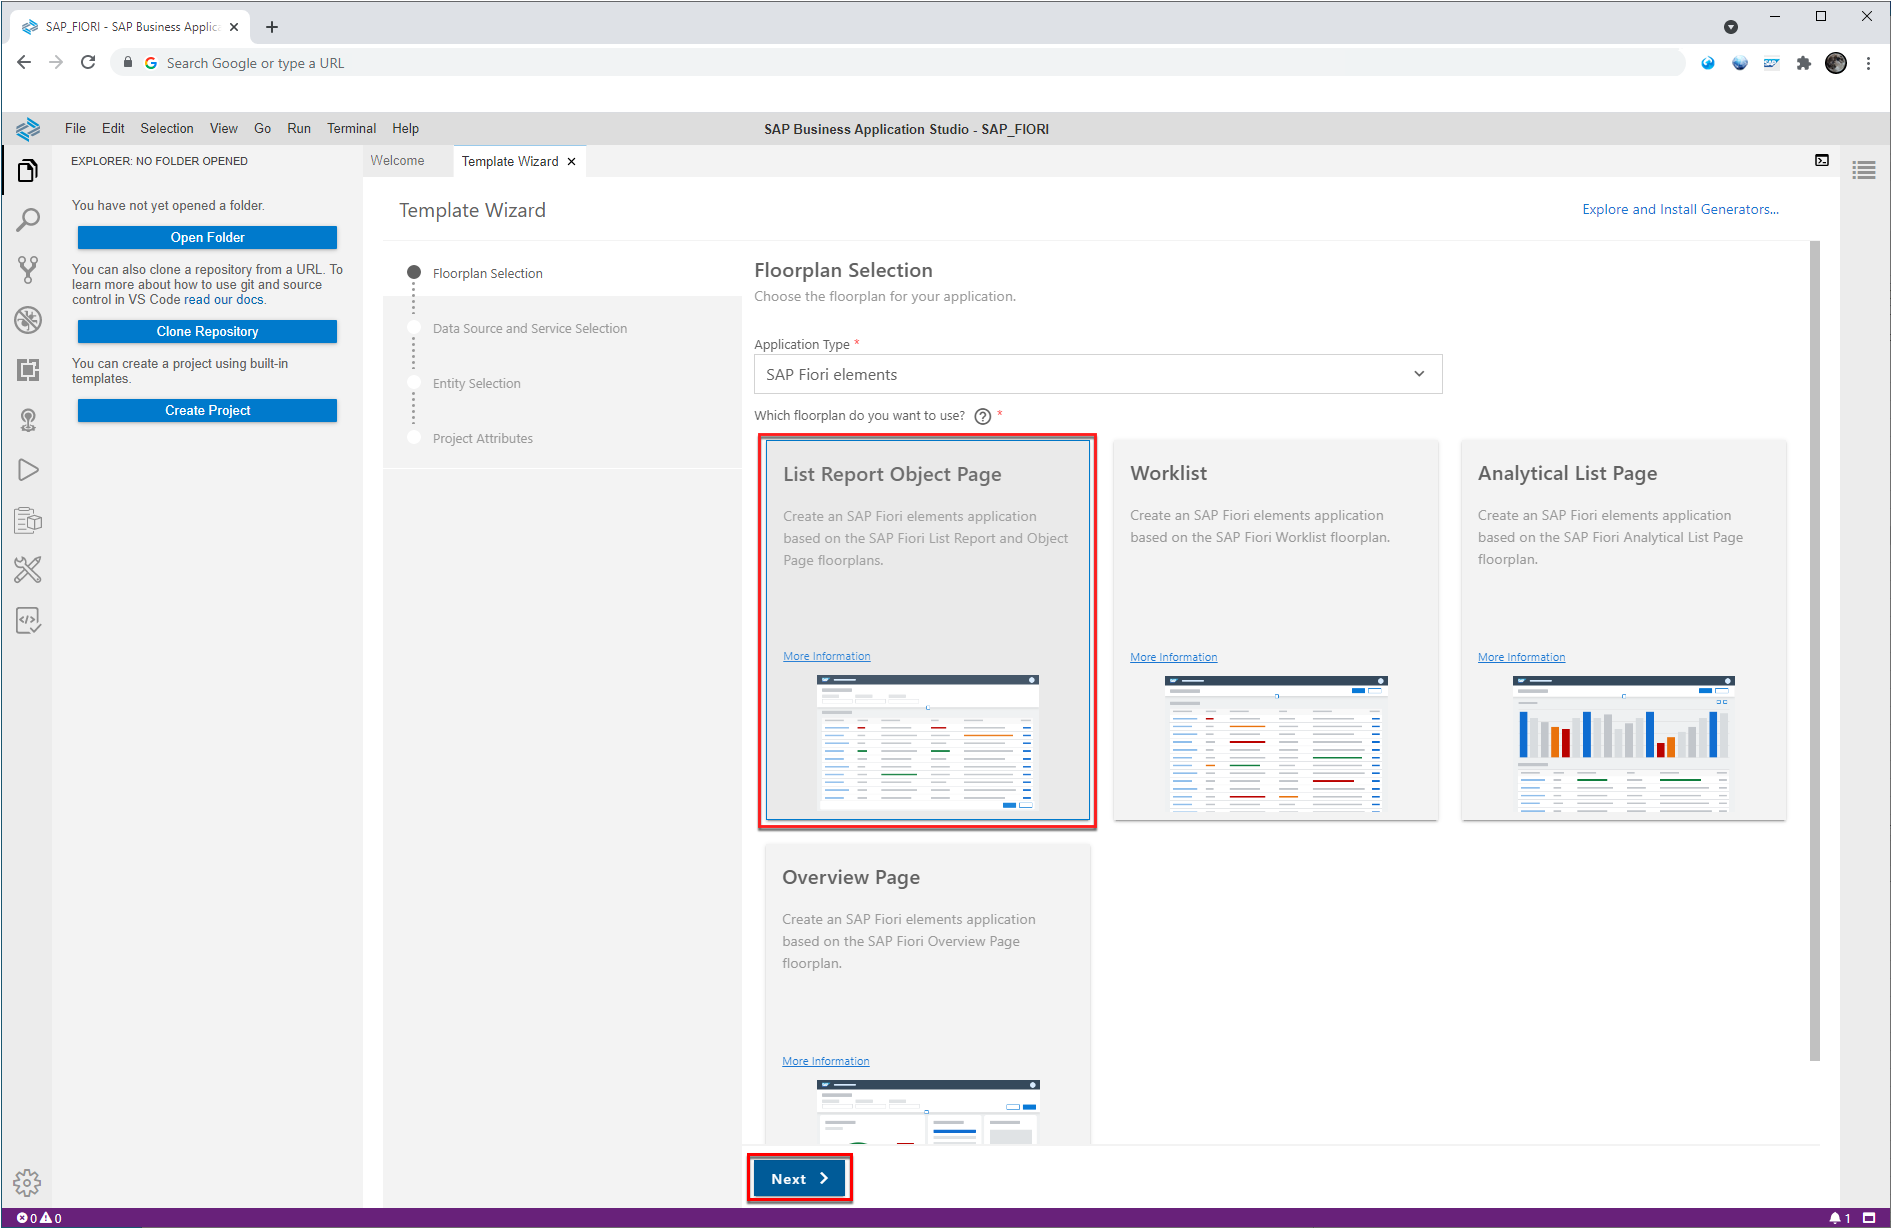 SAP_FIORI - SAP Business Applica
Search Google or type a URL
File Edit Selection View Go Run Terminal Help
SAP Business Application Studio - SAP_FIORI
EXPLORER: NO FOLDER OPENED
You have not yet opened a folder.
Open Folder
You can also clone a repository from a URL. To
learn more about how to use git and source
control in VS Code read our docs.
Clone Repository
You can create a project using built-in
templates.
Create Project
Welcome
Template Wizard
Template Wizard
Explore and Install Generators...
Floorplan Selection
Data Source and Service Selection
Entity Selection
Project Attributes
Floorplan Selection
Choose the floorplan for your application.
Application Type *
SAP Fiori elements
Which floorplan do you want to use? *
List Report Object Page
Create an SAP Fiori elements application
based on the SAP Fiori List Report and Object
Page floorplans.
More Information
Worklist
Create an SAP Fiori elements application
based on the SAP Fiori Worklist floorplan.
More Information
Analytical List Page
Create an SAP Fiori elements application
based on the SAP Fiori Analytical List Page
floorplan.
More Information
Overview Page
Create an SAP Fiori elements application
based on the SAP Fiori Overview Page
floorplan.
More Information
Next
0 0
1